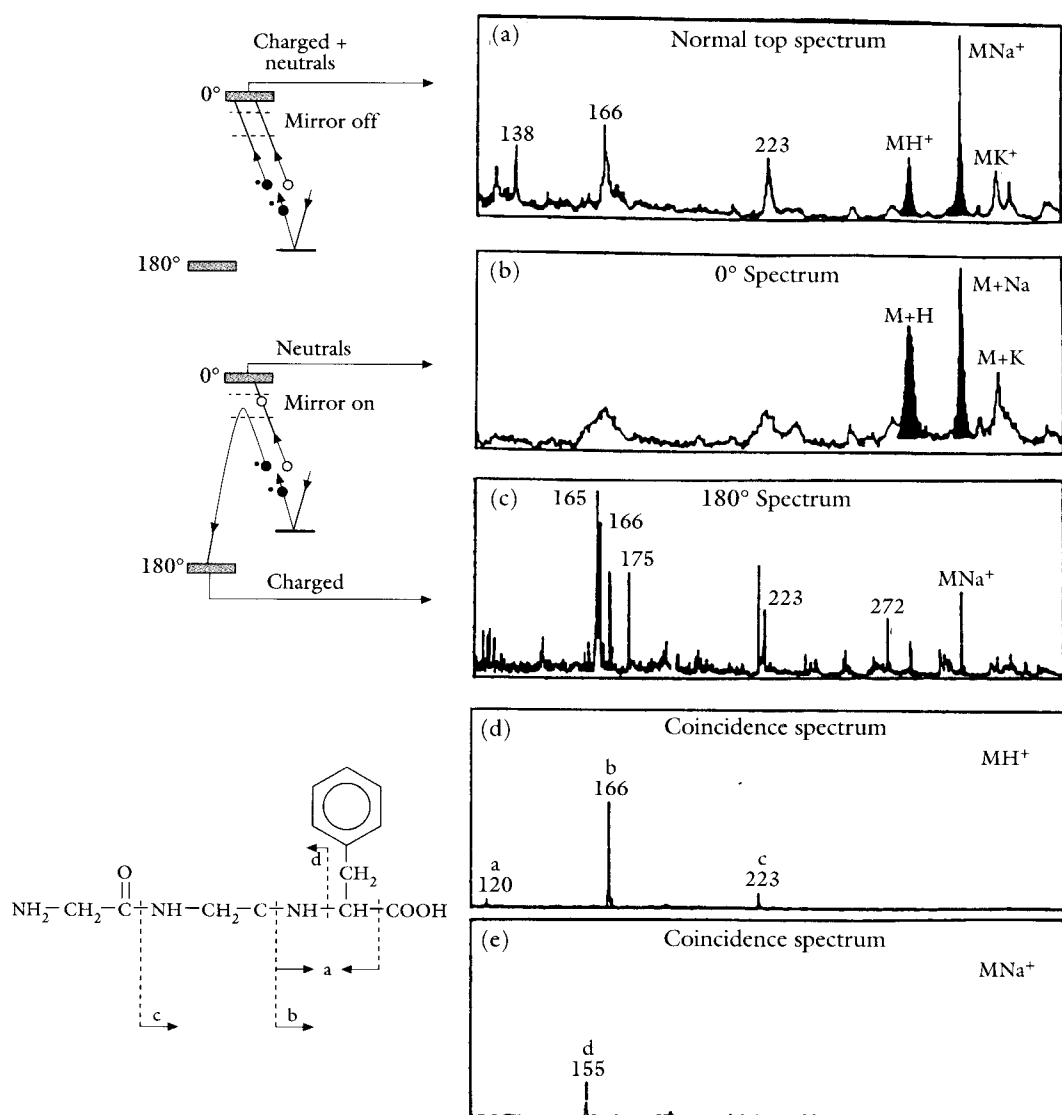 Charged +
neutrals
0°
Mirror off
180°
Neutrals
0°
Mirror on
180°
Charged
(a)
Normal top spectrum
138
166
223
MH⁺
MNa⁺
MK⁺
(b)
0° Spectrum
M+H
M+Na
M+K
(c)
180° Spectrum
165
166
175
223
272
MNa⁺
(d)
Coincidence spectrum
MH⁺
a
120
b
166
c
223
(e)
Coincidence spectrum
MNa⁺
d
155
O
d
CH₂
NH₂—CH₂—C—NH—CH₂—C—NH—CH—COOH
a
c
b